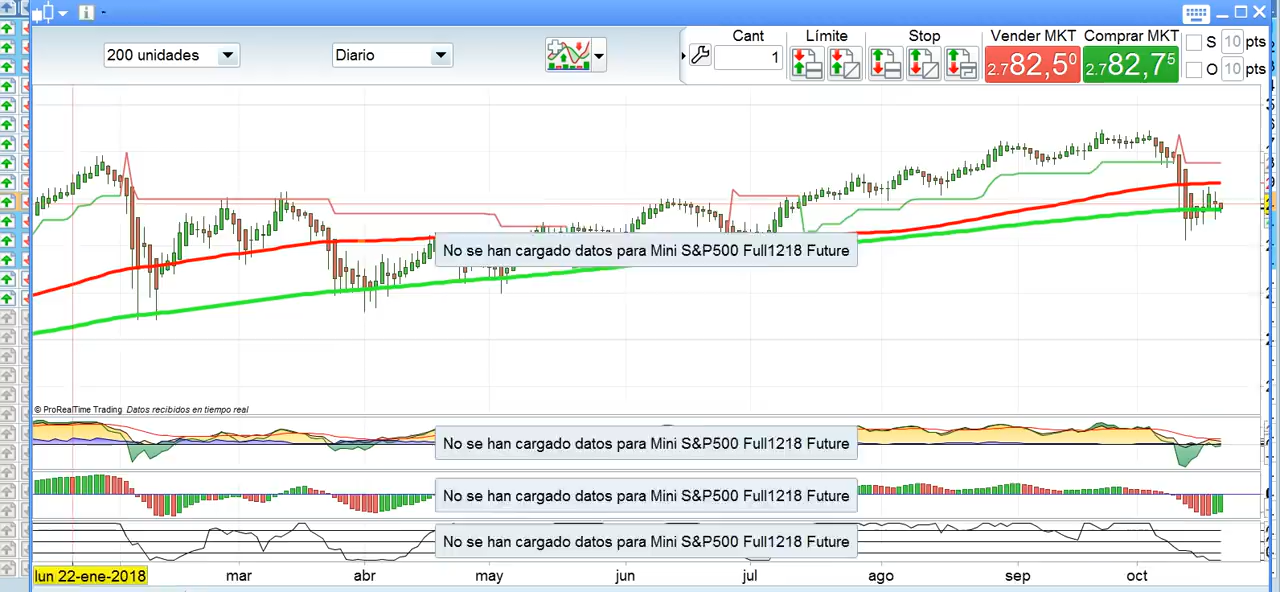 Cant
Límite
Stop
Vender MKT
Comprar MKT
S
10
pts
200 unidades
Diario
1
2.782,5⁰
2.782,7⁵
O
10
pts
No se han cargado datos para Mini S&P500 Full1218 Future
© ProRealTime Trading Datos recibidos en tiempo real
No se han cargado datos para Mini S&P500 Full1218 Future
No se han cargado datos para Mini S&P500 Full1218 Future
No se han cargado datos para Mini S&P500 Full1218 Future
lun 22-ene-2018
mar
abr
may
jun
jul
ago
sep
oct